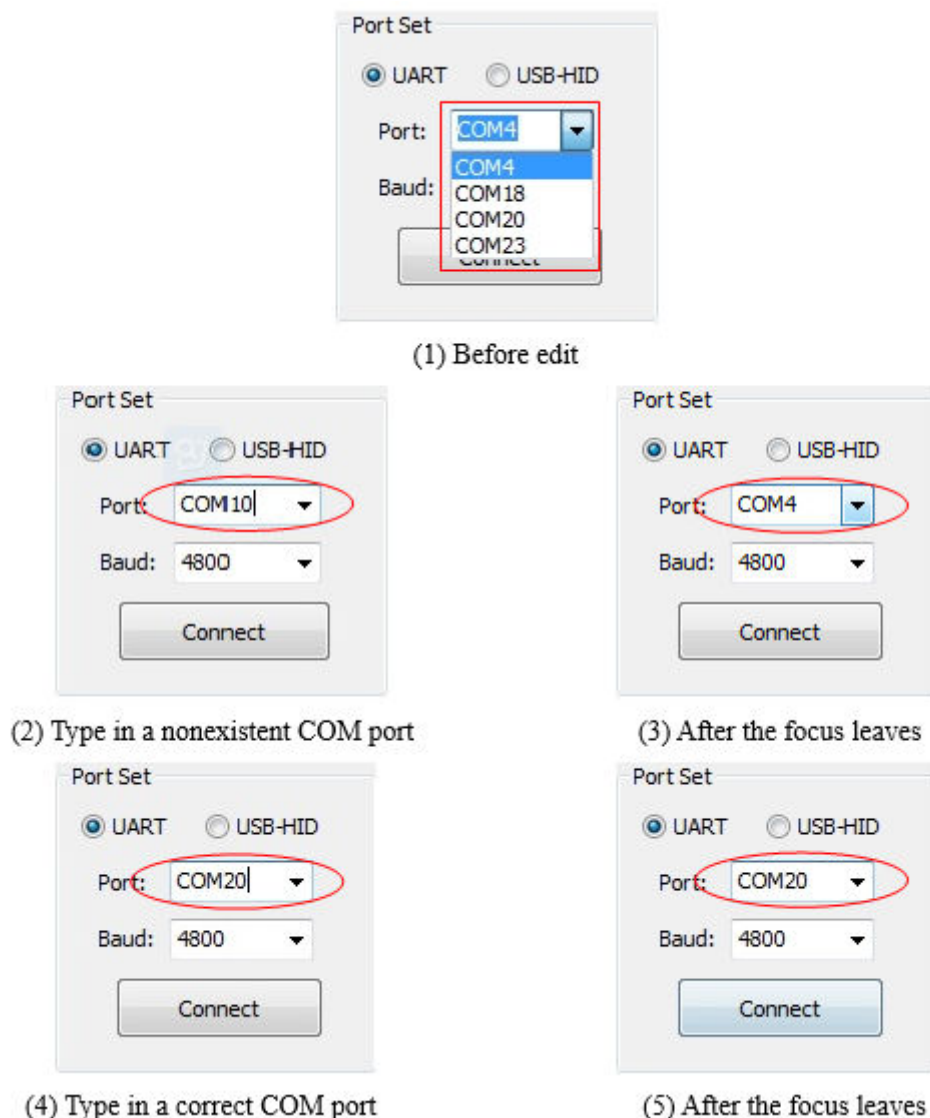 Port Set
UART USB-HID
Port: COM4
COM4
COM18
Baud: COM20
COM23
Connect
(1) Before edit
Port Set
UART USB-HID
Port: COM10
Baud: 4800
Connect
(2) Type in a nonexistent COM port
Port Set
UART USB-HID
Port: COM4
Baud: 4800
Connect
(3) After the focus leaves
Port Set
UART USB-HID
Port: COM20
Baud: 4800
Connect
(4) Type in a correct COM port
Port Set
UART USB-HID
Port: COM20
Baud: 4800
Connect
(5) After the focus leaves